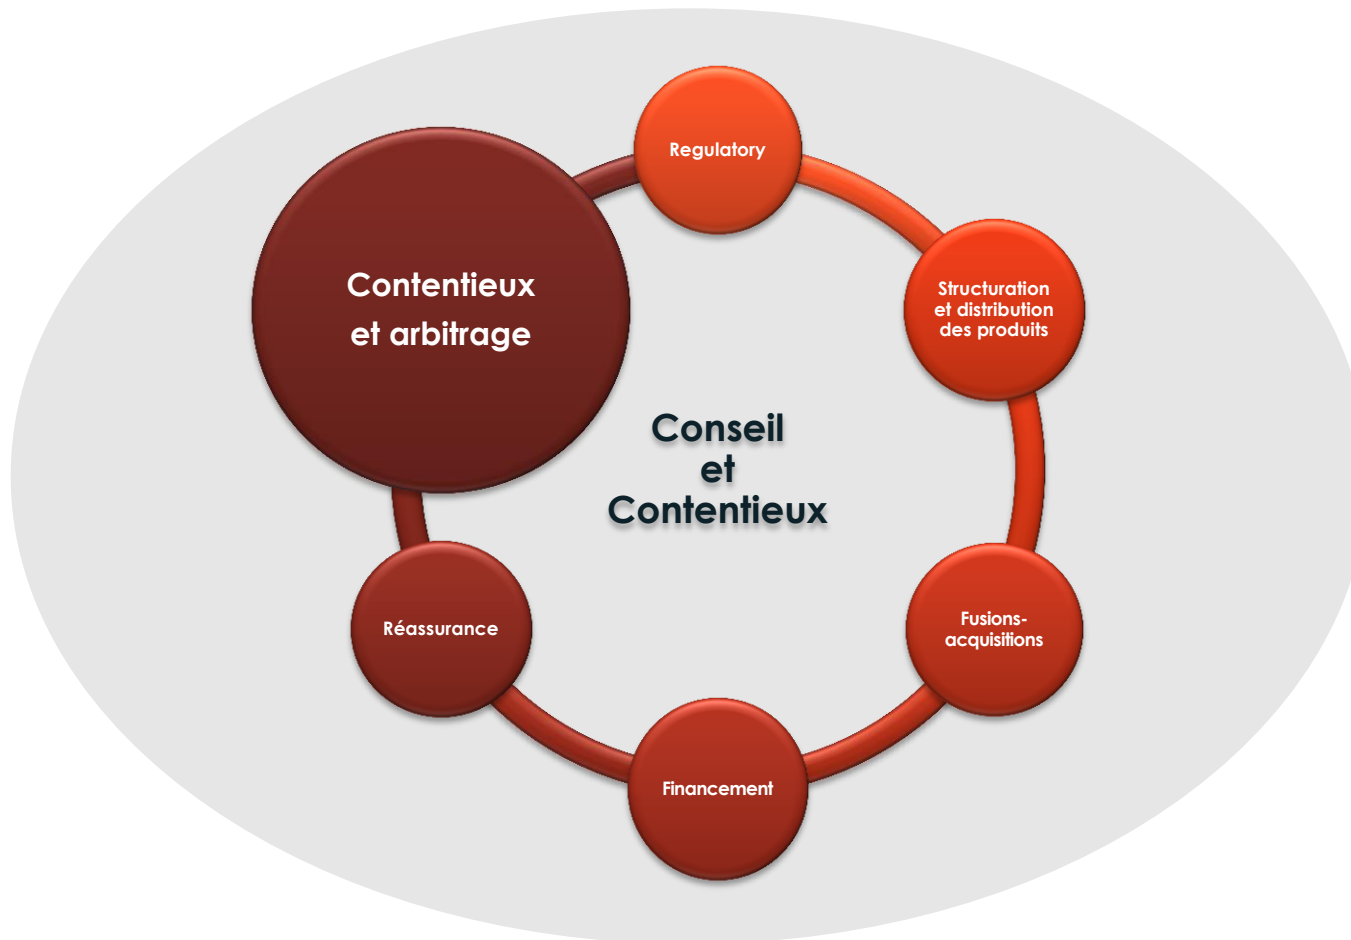 Regulatory
Contentieux
et arbitrage
Structuration
et distribution
des produits
Conseil
et
Contentieux
Réassurance
Fusions-
acquisitions
Financement